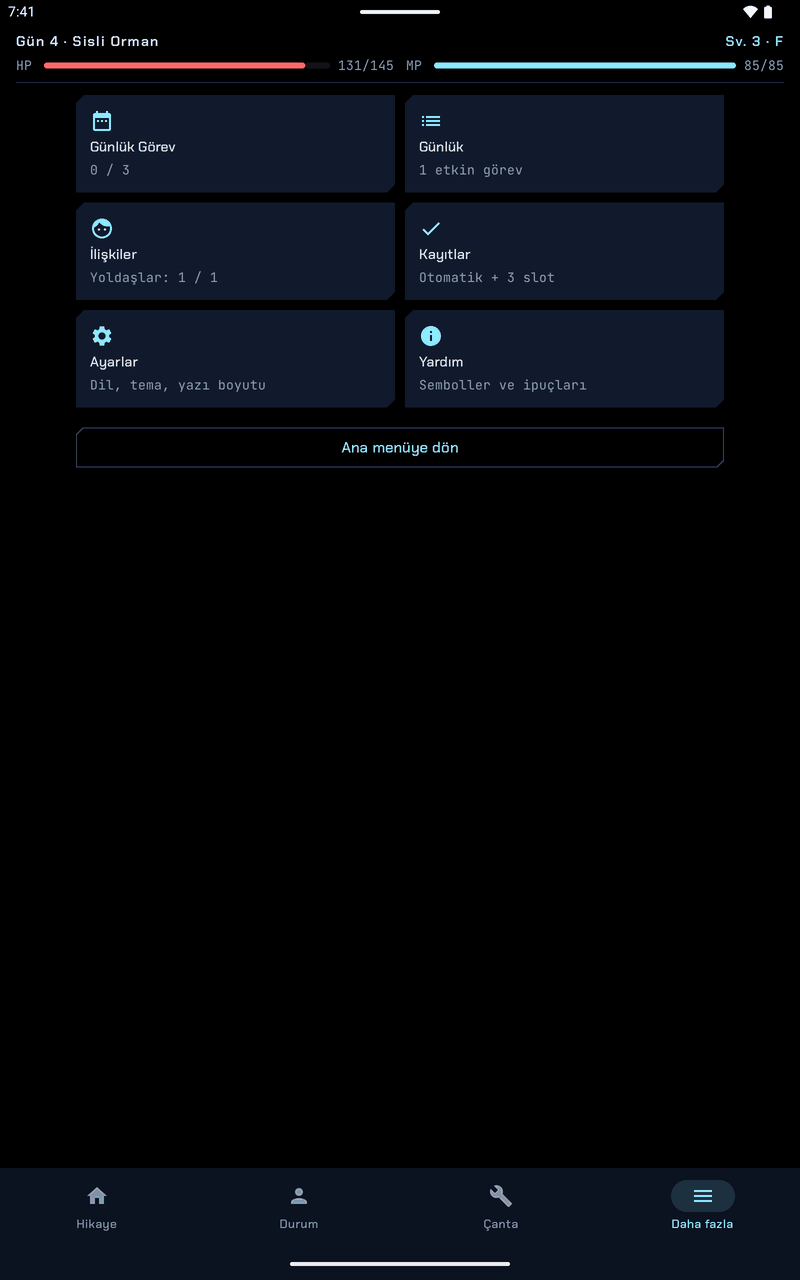 7:41
Gün 4 · Sisli Orman
Sv. 3 · F
HP 131/145 MP 85/85
Günlük Görev
0 / 3
Günlük
1 etkin görev
İlişkiler
Yoldaşlar: 1 / 1
Kayıtlar
Otomatik + 3 slot
Ayarlar
Dil, tema, yazı boyutu
Yardım
Semboller ve ipuçları
Ana menüye dön
Hikaye
Durum
Çanta
Daha fazla